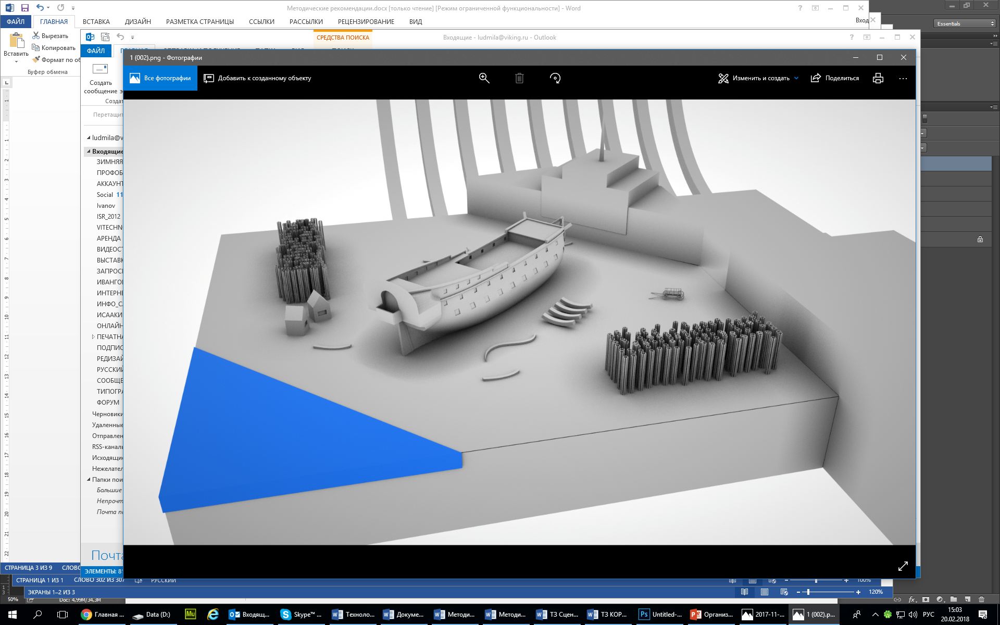 Методические рекомендации.docx [только чтение] [Режим ограниченной функциональности] - Word
ФАЙЛ ГЛАВНАЯ ВСТАВКА ДИЗАЙН РАЗМЕТКА СТРАНИЦЫ ССЫЛКИ РАССЫЛКИ РЕЦЕНЗИРОВАНИЕ ВИД
Вход
Essentials
Вставить
Вырезать
Копировать
Формат по об
Буфер обмена
СРЕДСТВА ПОИСКА
Входящие - ludmila@viking.ru - Outlook
ФАЙЛ
Создать
сообщение э
Создат
Перетащит
1 (002).png - Фотографии
Все фотографии
Добавить к созданному объекту
Изменить и создать
Поделиться
ludmila@v
Входящие
ЗИМНЯЯ
ПРОФОБ
АККАУНТ
Social 11
Ivanov
ISR_2012
VITECHN
АРЕНДА
ВИДЕОСТ
ВЫСТАВК
ЗАПРОСЫ
ИВАНГОР
ИНТЕРНЕ
ИНФО_СА
ИСААКИ
ОНЛАЙН
ПЕЧАТНА
ПОДПИС
РЕДИЗАЙ
РУССКИЙ
СООБЩЕ
ТИПОГРА
ФОРУМ
Черновики
Удаленные
Отправлен
RSS-каналы
Исходящие
Нежелател
Папки пои
Большие
Непрочт
Почта по
Почта
СТРАНИЦА 3 ИЗ 9 СЛОВО
ЭЛЕМЕНТЫ: 81
СТРАНИЦА 1 ИЗ 1 СЛОВО 302 ИЗ 307 РУССКИЙ 100%
ЭКРАНЫ 1–2 ИЗ 3 120%
50% Doc: 4,99M/34,3M
Главная ...
Data (D:)
Mu
Входящ...
Skype™ ...
Техноло...
Докуме...
Методи...
Методи...
ТЗ Сцен...
ТЗ КОР...
Untitled-...
Организ...
2017-11-...
1 (002).p...
РУС
15:03
20.02.2018